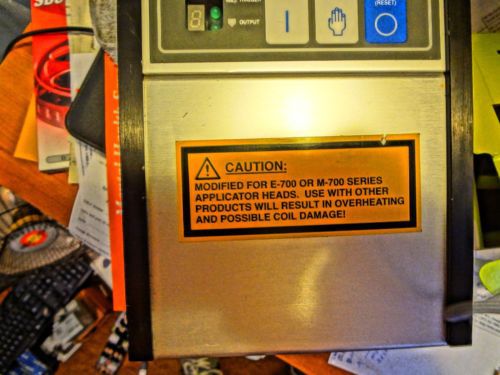 (RESET)
OUTPUT
CAUTION:
MODIFIED FOR E-700 OR M-700 SERIES
APPLICATOR HEADS. USE WITH OTHER
PRODUCTS WILL RESULT IN OVERHEATING
AND POSSIBLE COIL DAMAGE!